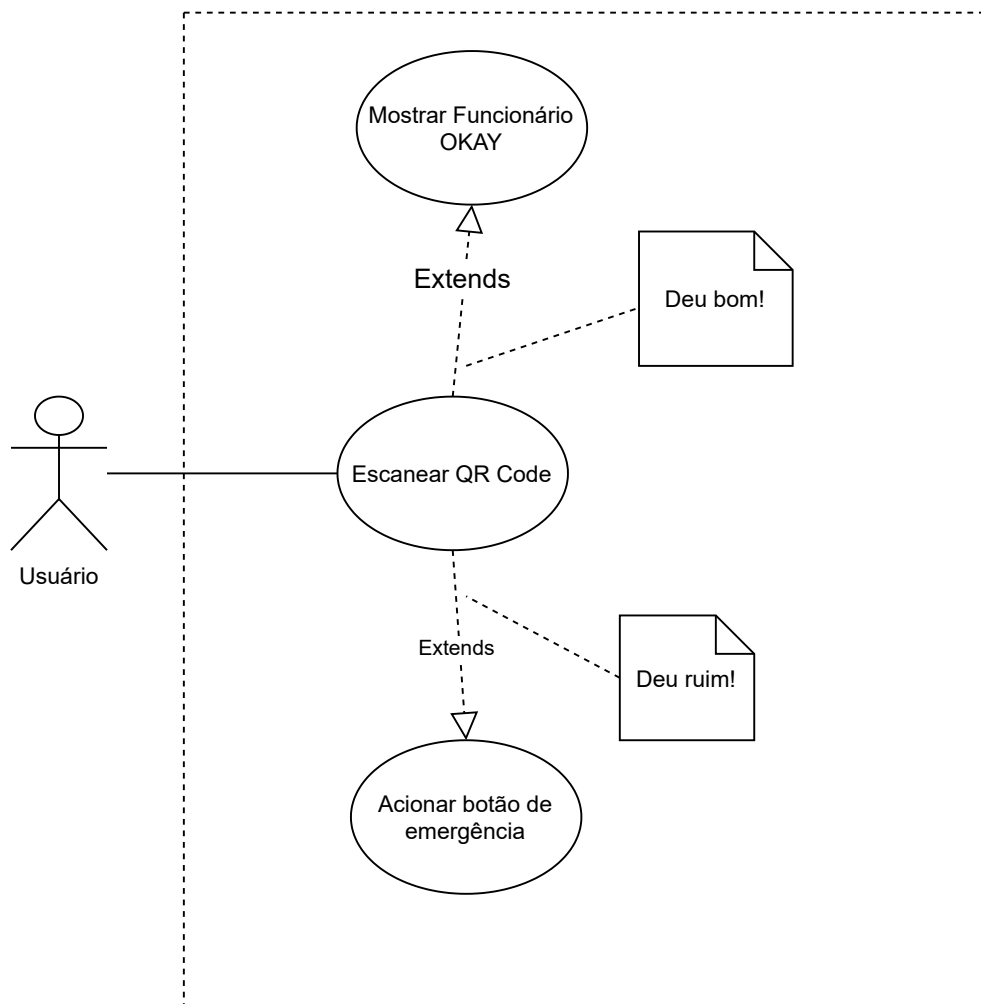 Mostrar Funcionário
OKAY
Extends
Deu bom!
Escanear QR Code
Usuário
Extends
Deu ruim!
Acionar botão de
emergência